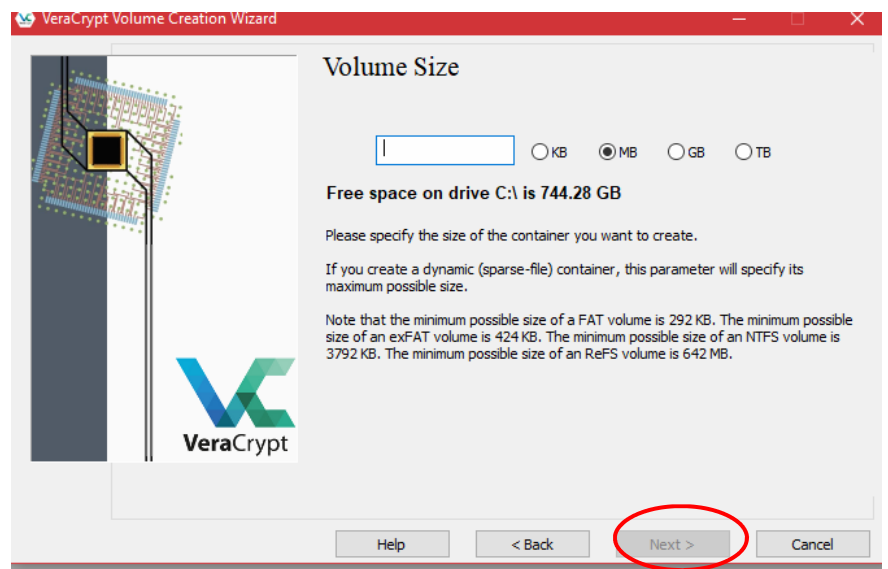 VeraCrypt Volume Creation Wizard
Volume Size
KB MB GB TB
Free space on drive C:\ is 744.28 GB
Please specify the size of the container you want to create.
If you create a dynamic (sparse-file) container, this parameter will specify its
maximum possible size.
Note that the minimum possible size of a FAT volume is 292 KB. The minimum possible
size of an exFAT volume is 424 KB. The minimum possible size of an NTFS volume is
3792 KB. The minimum possible size of an ReFS volume is 642 MB.
VeraCrypt
Help < Back Next > Cancel